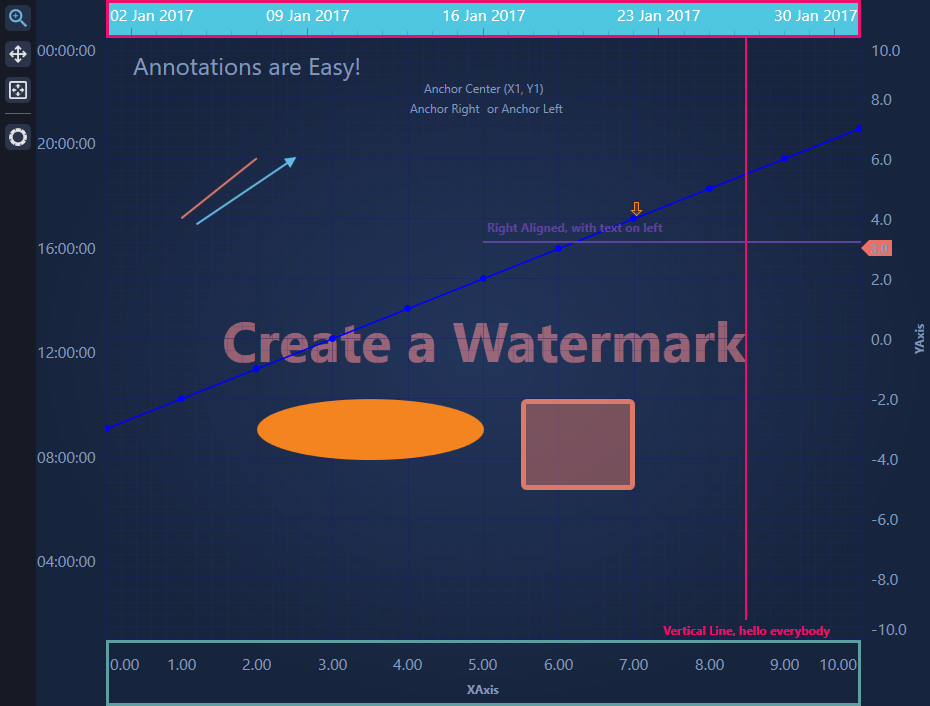 02 Jan 2017 09 Jan 2017 16 Jan 2017 23 Jan 2017 30 Jan 2017
00:00:00
10.0
Annotations are Easy!
Anchor Center (X1, Y1)
8.0
Anchor Right or Anchor Left
20:00:00
6.0
4.0
Right Aligned, with text on left
16:00:00
2.0
Create a Watermark
0.0
YAxis
12:00:00
-2.0
08:00:00
-4.0
-6.0
04:00:00
-8.0
Vertical Line, hello everybody
-10.0
0.00 1.00 2.00 3.00 4.00 5.00 6.00 7.00 8.00 9.00 10.00
XAxis